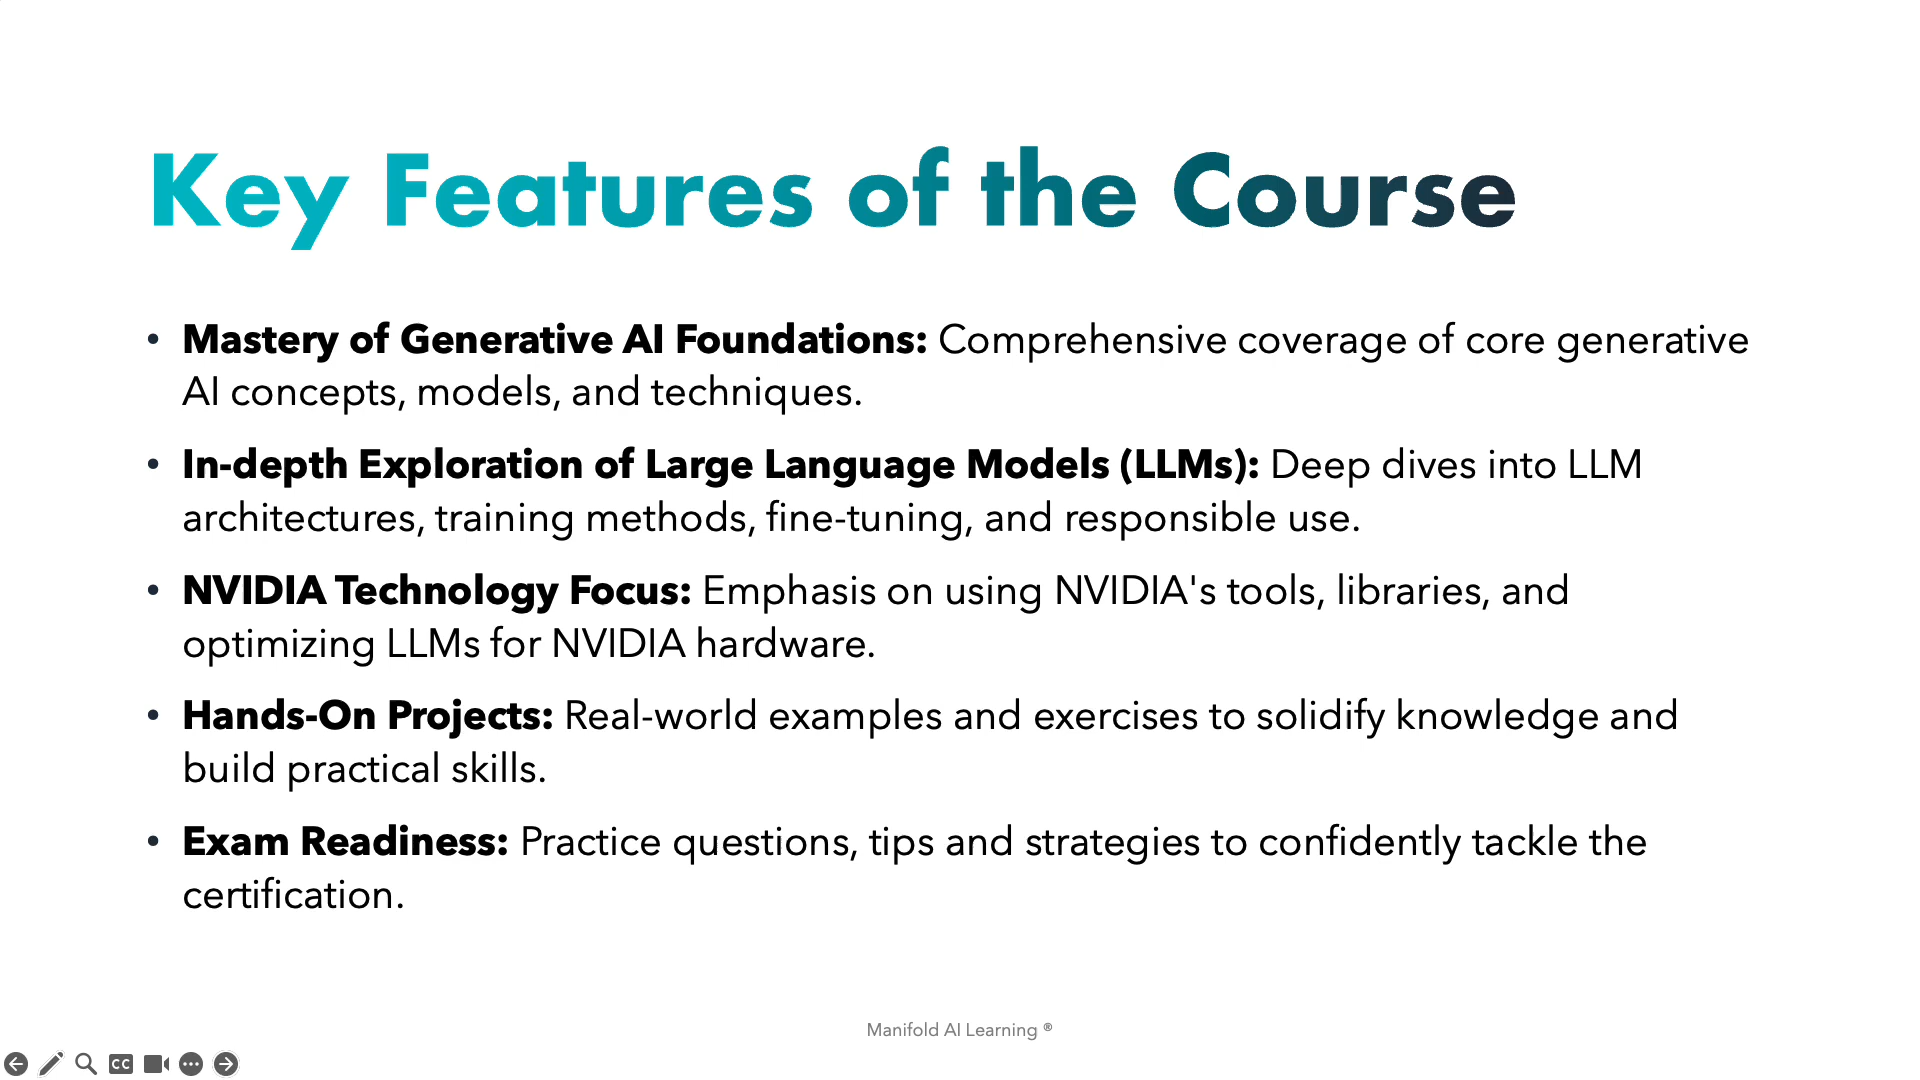 Key Features of the Course
• Mastery of Generative AI Foundations: Comprehensive coverage of core generative
AI concepts, models, and techniques.
• In-depth Exploration of Large Language Models (LLMs): Deep dives into LLM
architectures, training methods, fine-tuning, and responsible use.
• NVIDIA Technology Focus: Emphasis on using NVIDIA's tools, libraries, and
optimizing LLMs for NVIDIA hardware.
• Hands-On Projects: Real-world examples and exercises to solidify knowledge and
build practical skills.
• Exam Readiness: Practice questions, tips and strategies to confidently tackle the
certification.
Manifold AI Learning ®
CC